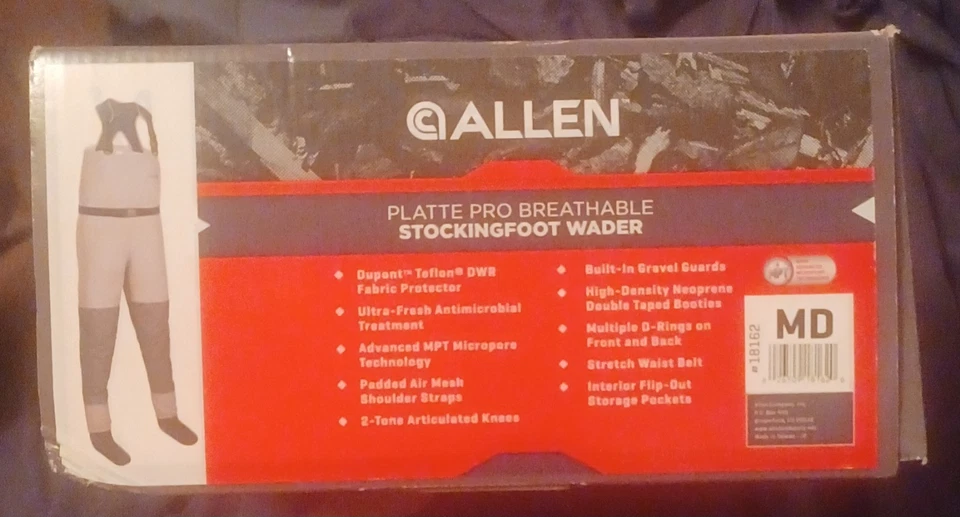 ALLEN
PLATTE PRO BREATHABLE
STOCKINGFOOT WADER
Dupont™ Teflon® DWR
Fabric Protector
Ultra-Fresh Antimicrobial
Treatment
Advanced MPT Micropore
Technology
Padded Air Mesh
Shoulder Straps
2-Tone Articulated Knees
Built-In Gravel Guards
High-Density Neoprene
Double Taped Booties
Multiple D-Rings on
Front and Back
Stretch Waist Belt
Interior Flip-Out
Storage Pockets
MD
#18162